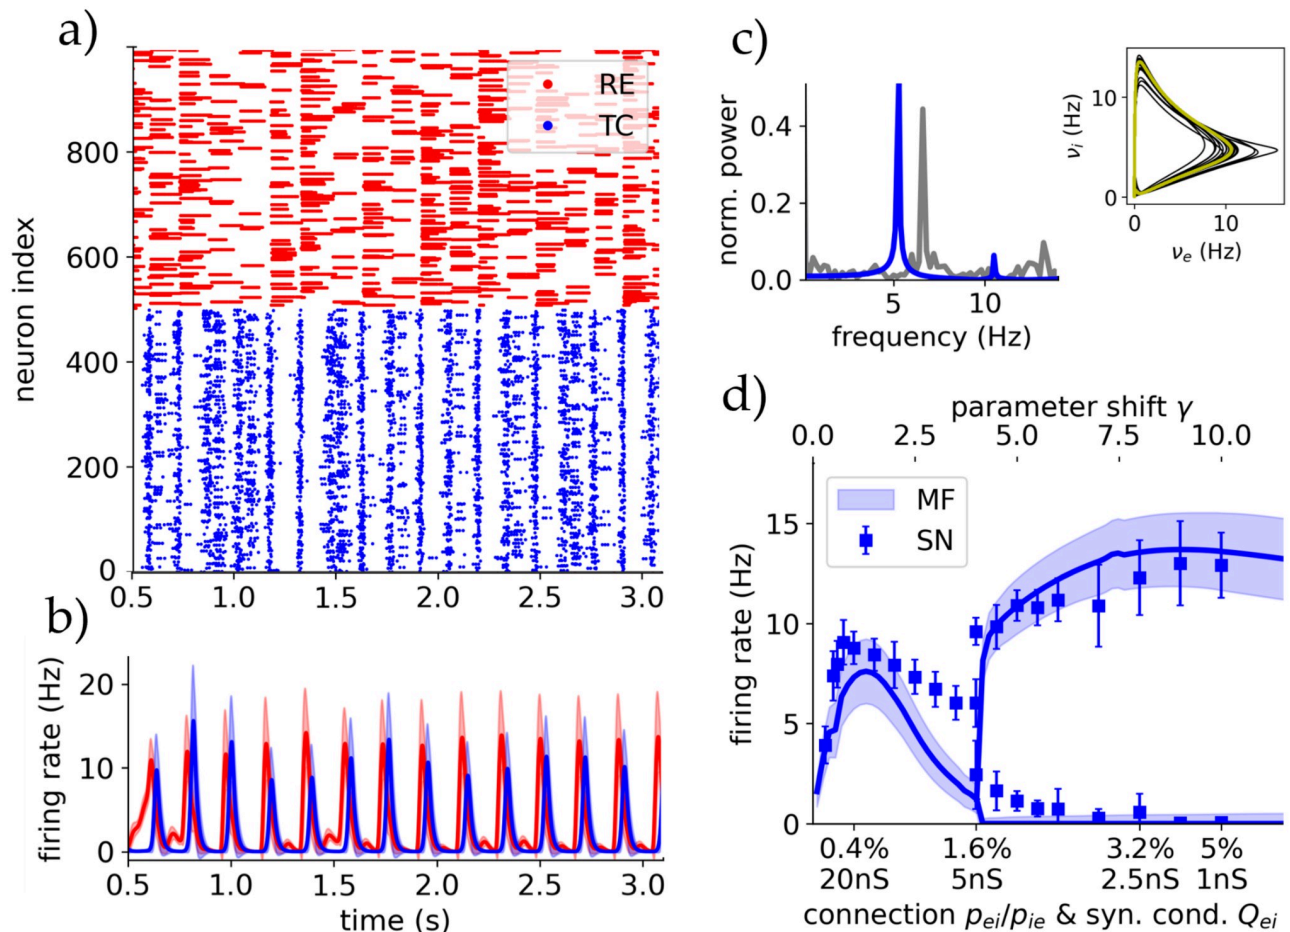 a)
RE
TC
800
600
400
200
0
neuron index
0.5 1.0 1.5 2.0 2.5 3.0
b)
20
10
0
firing rate (Hz)
0.5 1.0 1.5 2.0 2.5 3.0
time (s)
c)
0.4
0.2
0.0
norm. power
5 10
frequency (Hz)
10
0
νi (Hz)
0 10
νe (Hz)
d)
parameter shift γ
0.0 2.5 5.0 7.5 10.0
MF
SN
15
10
5
0
firing rate (Hz)
0.4% 1.6% 3.2% 5%
20nS 5nS 2.5nS 1nS
connection pei/pie & syn. cond. Qei